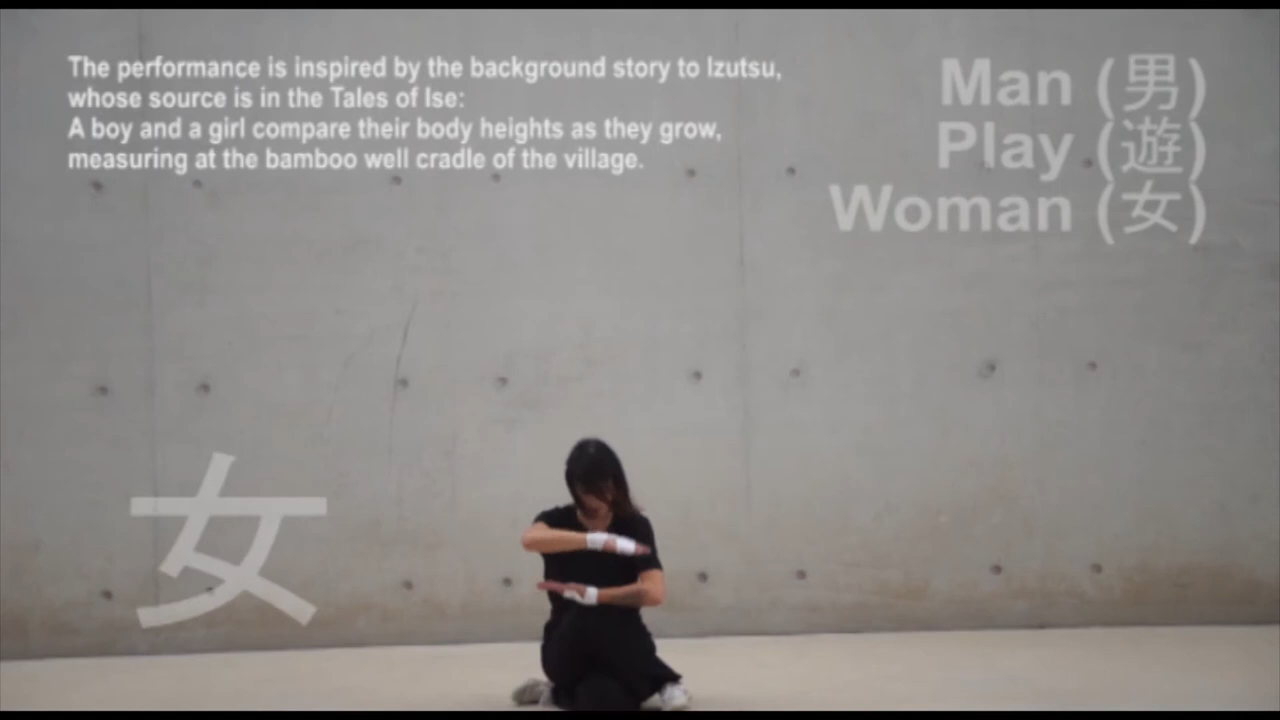 The performance is inspired by the background story to Izutsu,
whose source is in the Tales of Ise:
A boy and a girl compare their body heights as they grow,
measuring at the bamboo well cradle of the village.
Man (男)
Play (遊)
Woman (女)
女